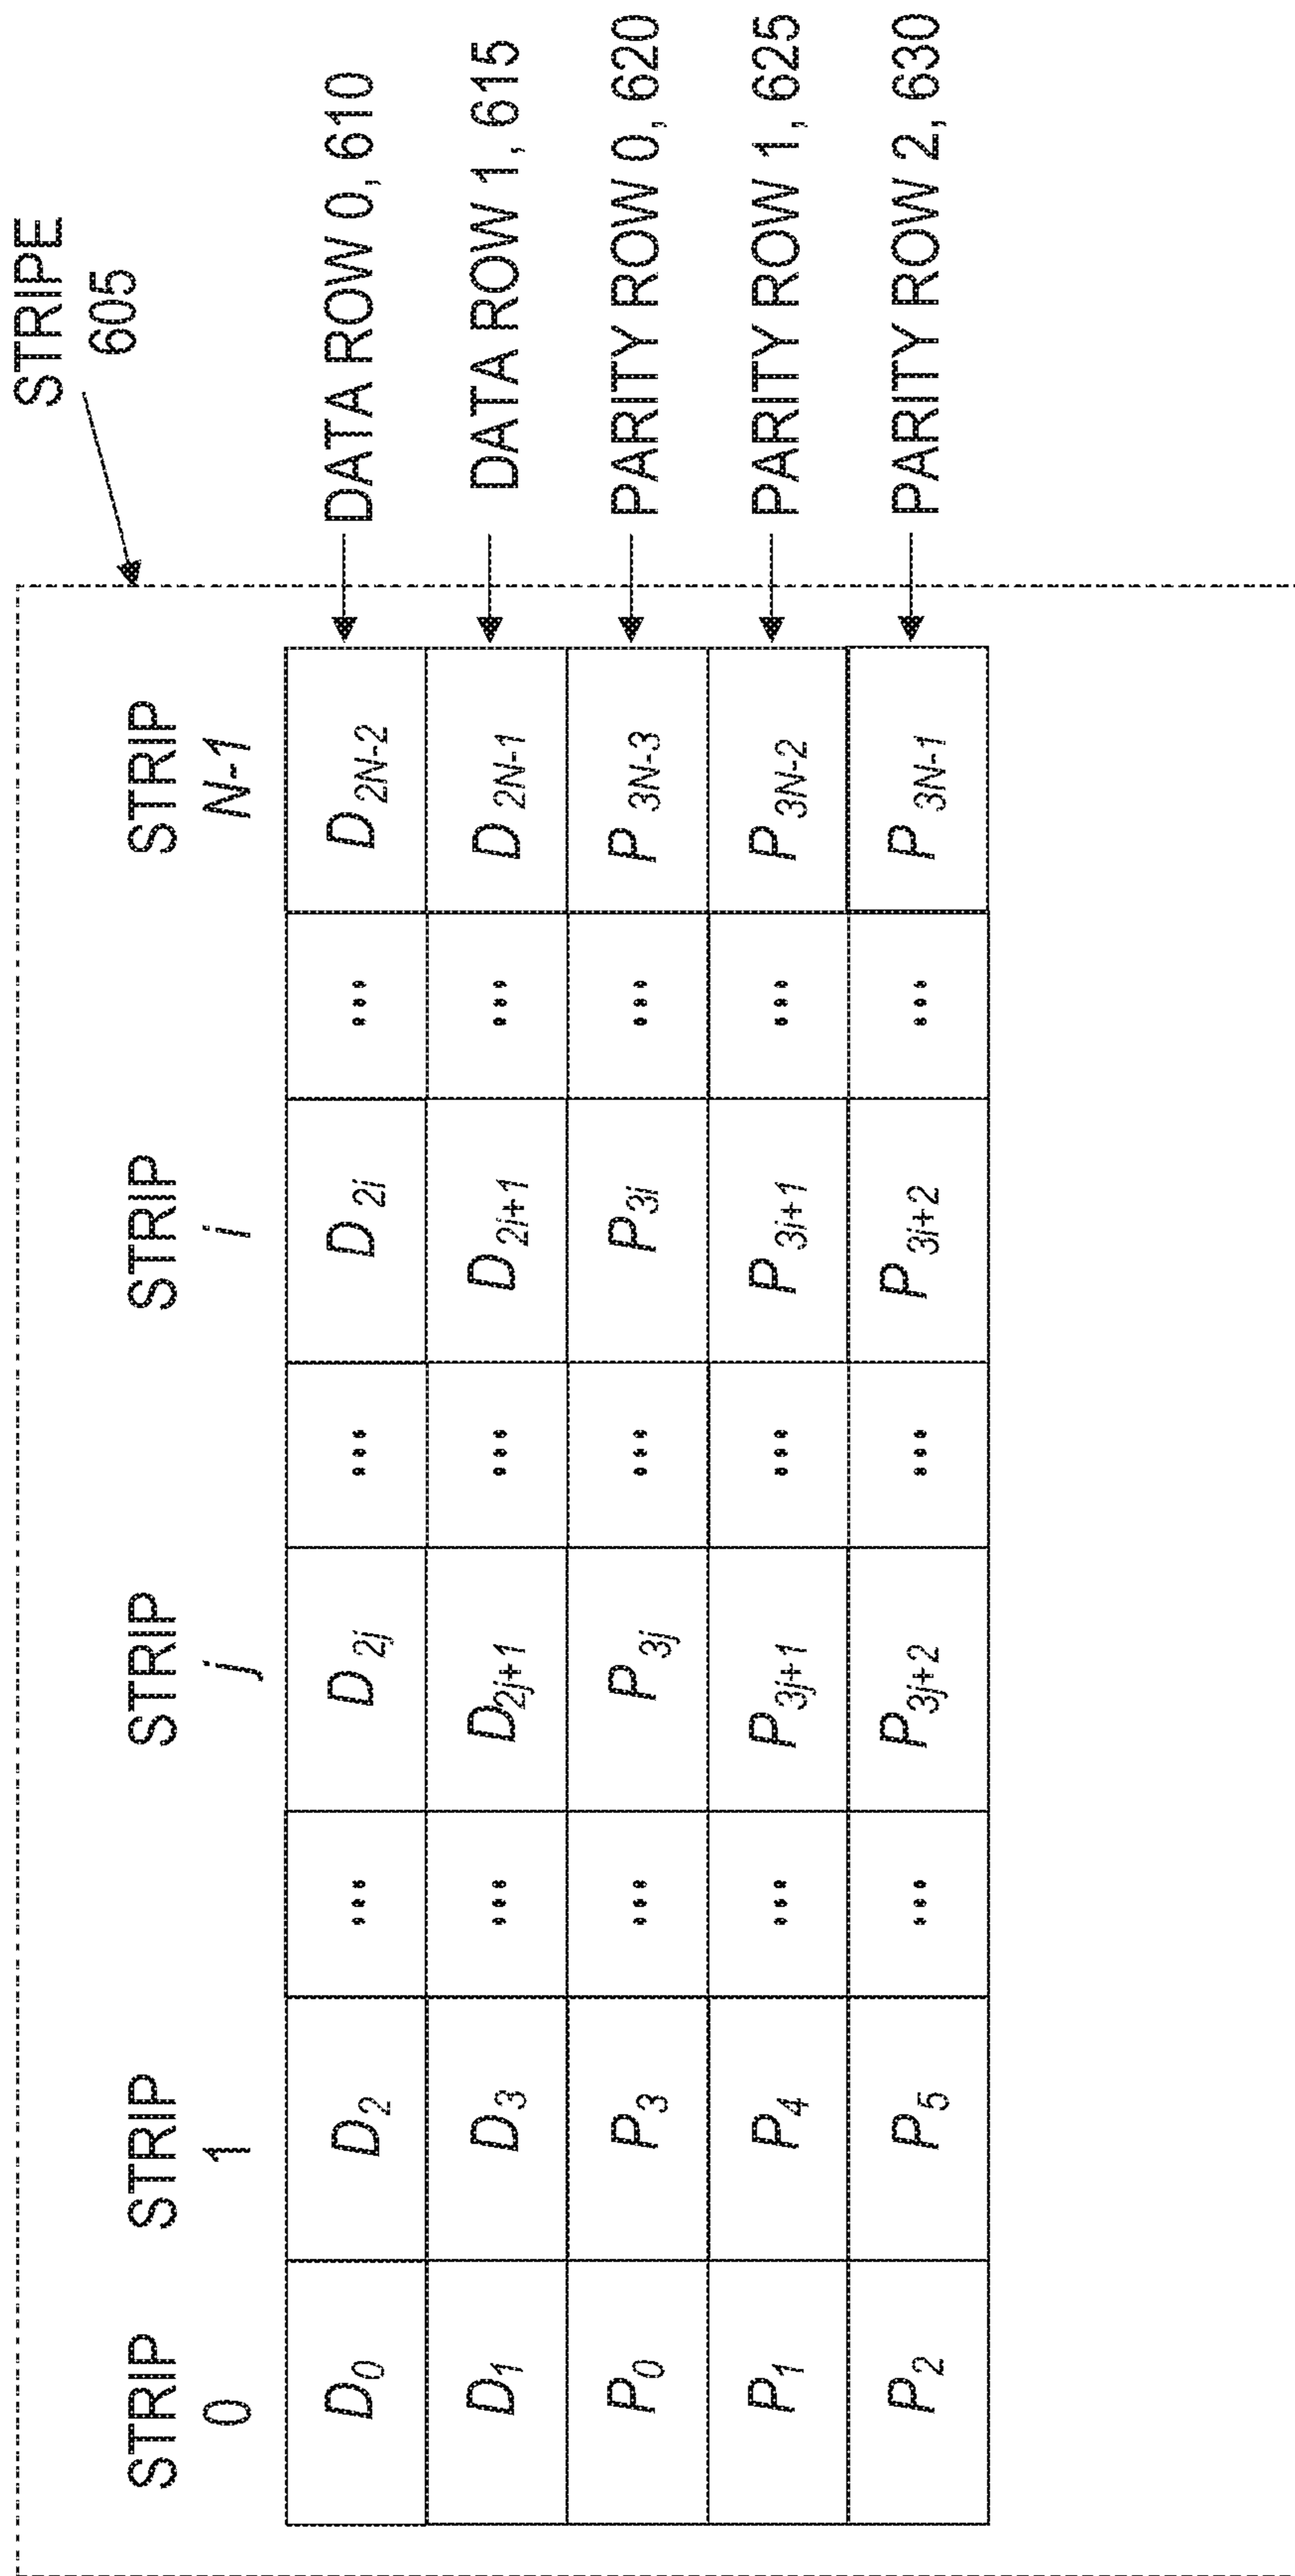 STRIPE
605
STRIP 0 STRIP 1 STRIP j STRIP i STRIP N-1
D0 D2 ... D2j ... D2i ... D2N-2 DATA ROW 0, 610
D1 D3 ... D2j+1 ... D2i+1 ... D2N-1 DATA ROW 1, 615
P0 P3 ... P3j ... P3i ... P3N-3 PARITY ROW 0, 620
P1 P4 ... P3j+1 ... P3i+1 ... P3N-2 PARITY ROW 1, 625
P2 P5 ... P3j+2 ... P3i+2 ... P3N-1 PARITY ROW 2, 630